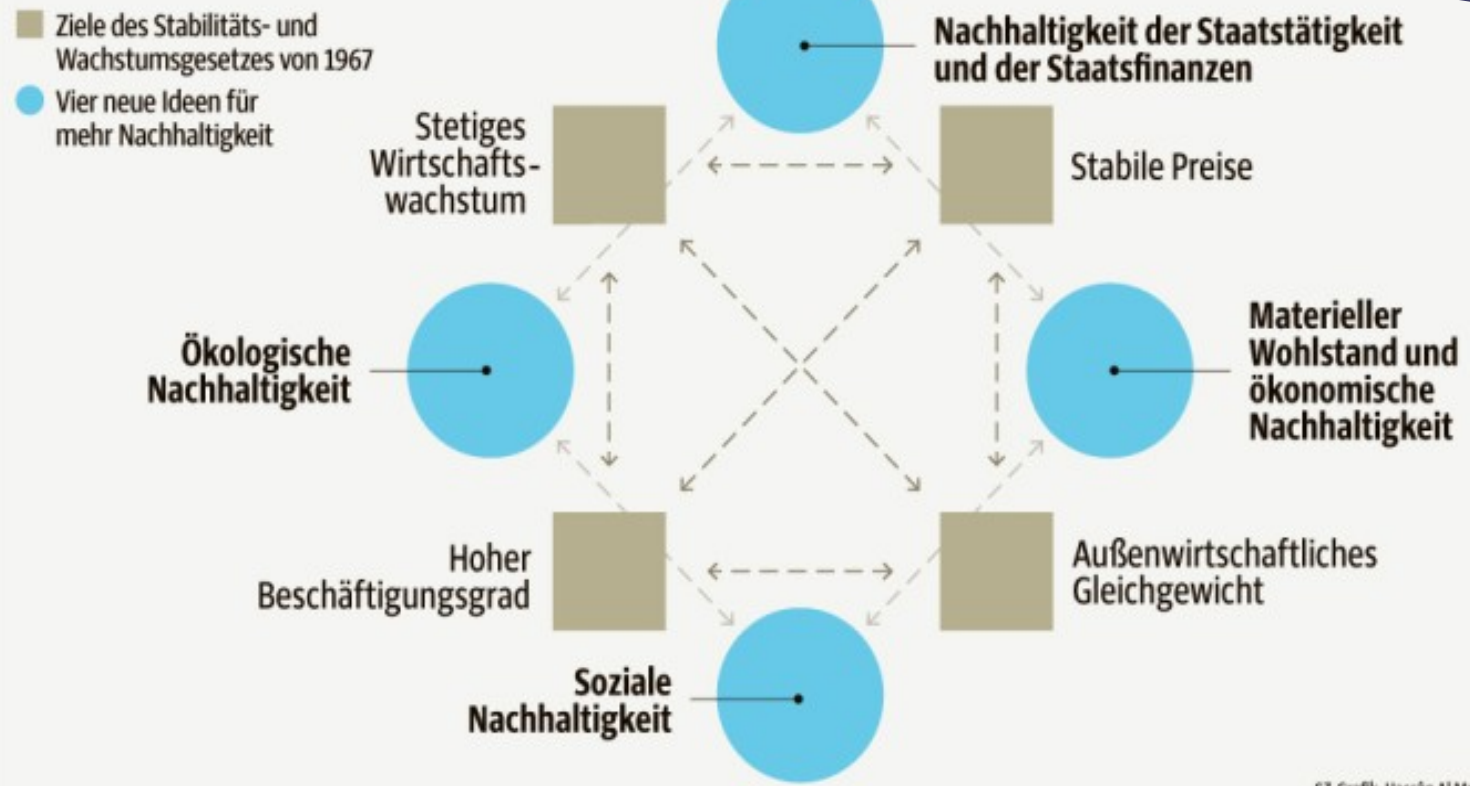 Ziele des Stabilitäts- und
Wachstumsgesetzes von 1967
Vier neue Ideen für
mehr Nachhaltigkeit
Nachhaltigkeit der Staatstätigkeit
und der Staatsfinanzen
Stetiges
Wirtschafts-
wachstum
Stabile Preise
Ökologische
Nachhaltigkeit
Materieller
Wohlstand und
ökonomische
Nachhaltigkeit
Hoher
Beschäftigungsgrad
Außenwirtschaftliches
Gleichgewicht
Soziale
Nachhaltigkeit